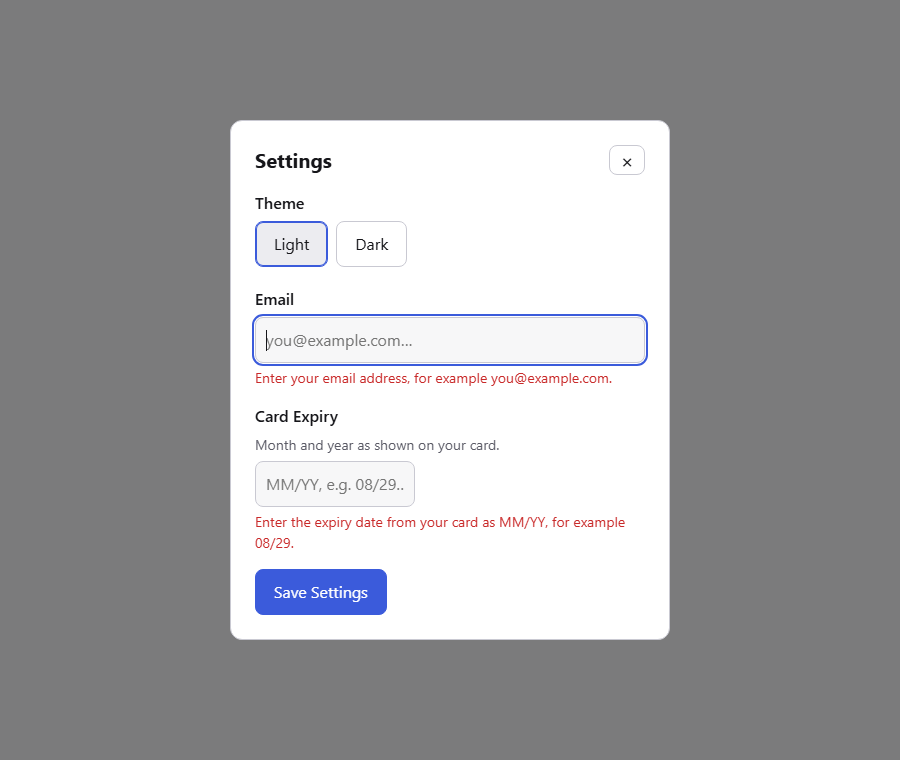 Settings
×
Theme
Light
Dark
Email
you@example.com...
Enter your email address, for example you@example.com.
Card Expiry
Month and year as shown on your card.
MM/YY, e.g. 08/29..
Enter the expiry date from your card as MM/YY, for example
08/29.
Save Settings